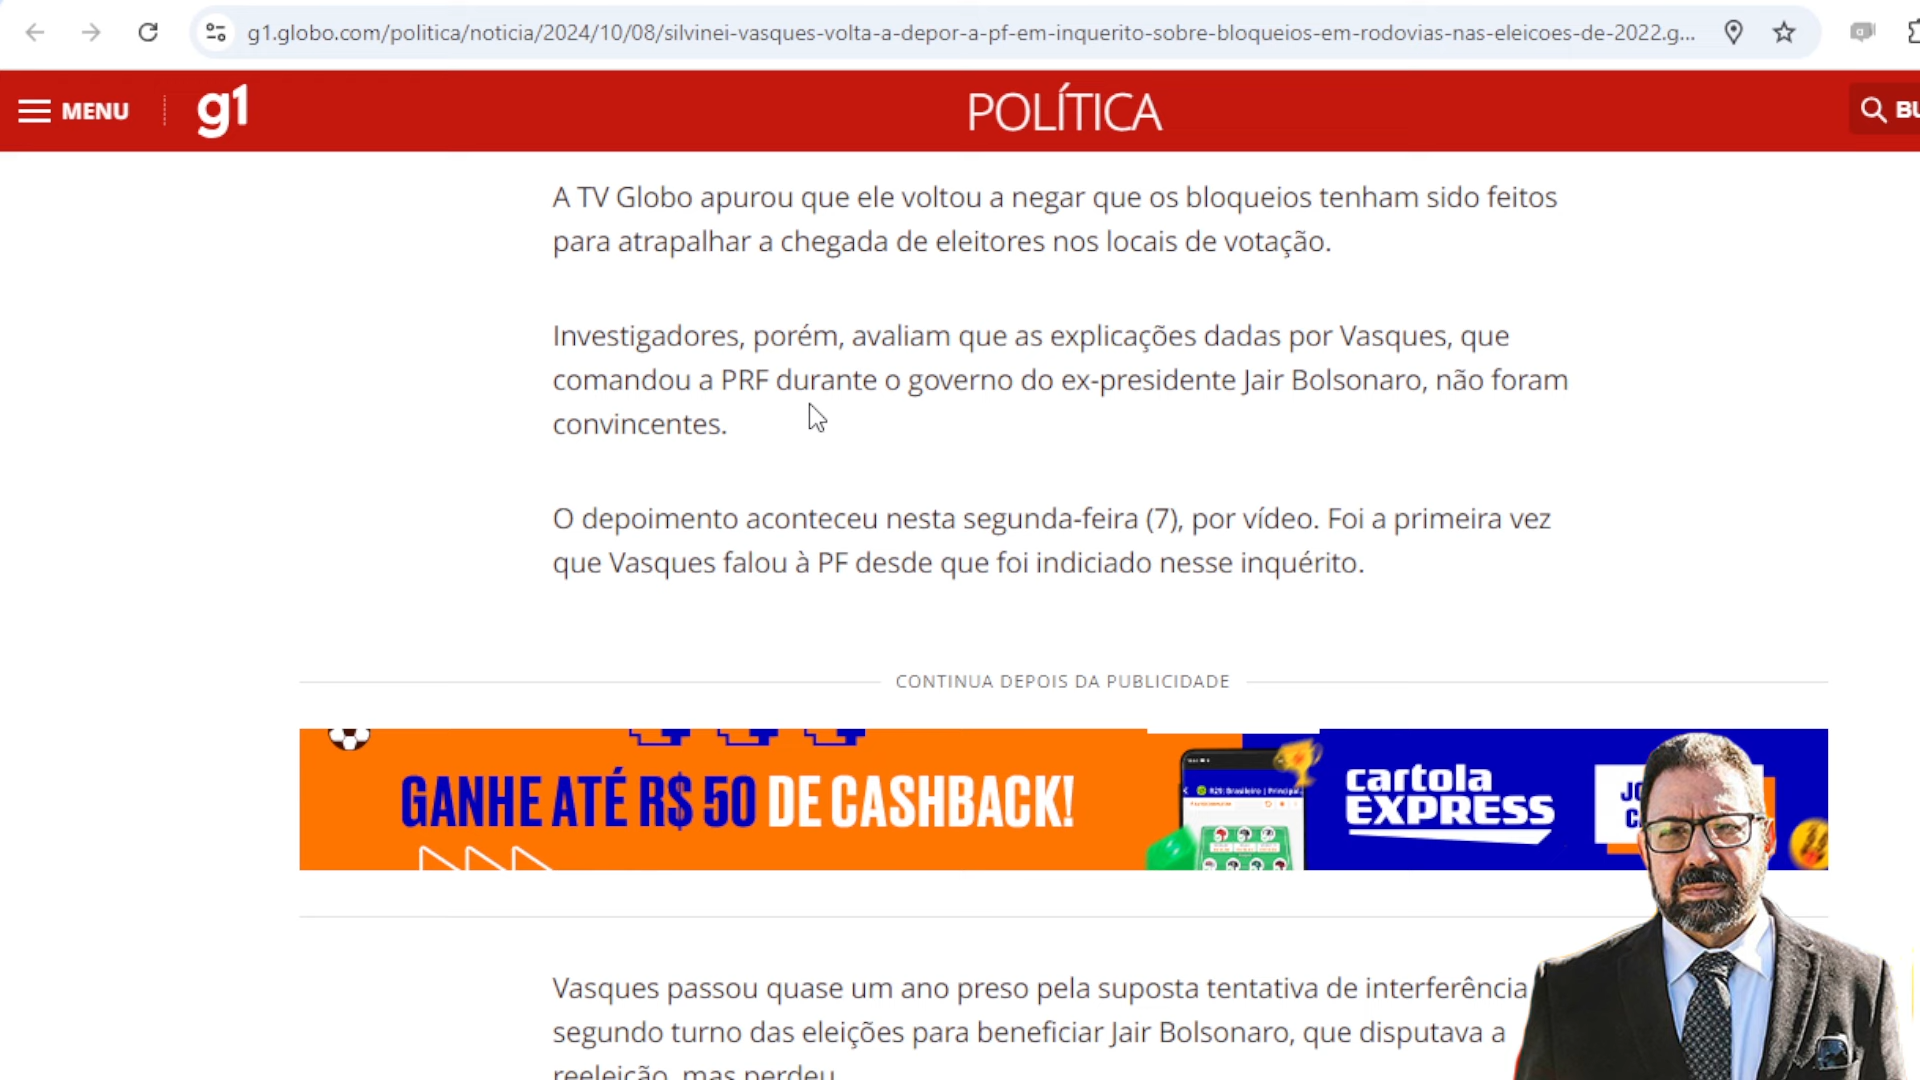 g1.globo.com/politica/noticia/2024/10/08/silvinei-vasques-volta-a-depor-a-pf-em-inquerito-sobre-bloqueios-em-rodovias-nas-eleicoes-de-2022.g...
MENU
g1
POLÍTICA
A TV Globo apurou que ele voltou a negar que os bloqueios tenham sido feitos
para atrapalhar a chegada de eleitores nos locais de votação.
Investigadores, porém, avaliam que as explicações dadas por Vasques, que
comandou a PRF durante o governo do ex-presidente Jair Bolsonaro, não foram
convincentes.
O depoimento aconteceu nesta segunda-feira (7), por vídeo. Foi a primeira vez
que Vasques falou à PF desde que foi indiciado nesse inquérito.
CONTINUA DEPOIS DA PUBLICIDADE
GANHE ATÉ R$ 50 DE CASHBACK!
cartola
EXPRESS
Vasques passou quase um ano preso pela suposta tentativa de interferência
segundo turno das eleições para beneficiar Jair Bolsonaro, que disputava a
reeleição, mas perdeu.